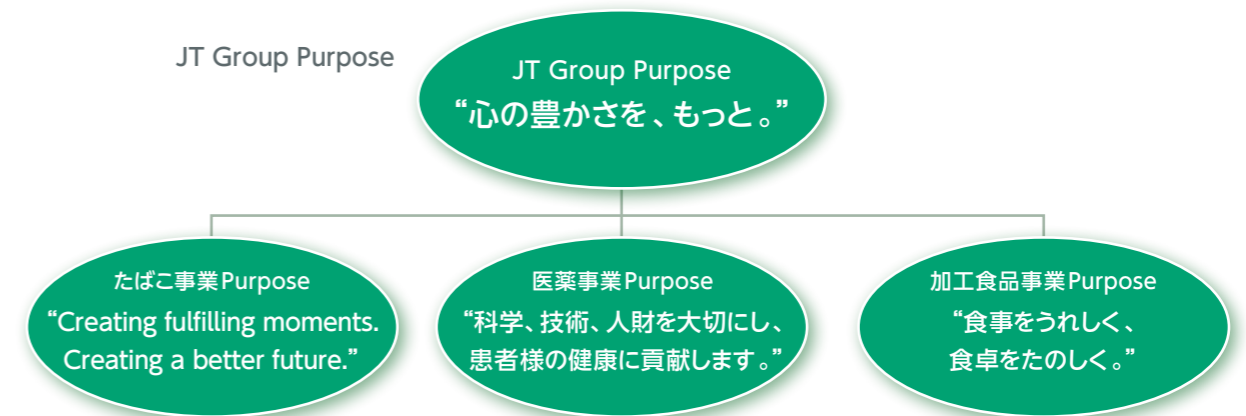 JT Group Purpose
JT Group Purpose
“心の豊かさを、もっと。”
たばこ事業Purpose
“Creating fulfilling moments.
Creating a better future.”
医薬事業Purpose
“科学、技術、人財を大切にし、
患者様の健康に貢献します。”
加工食品事業Purpose
“食事をうれしく、
食卓をたのしく。”